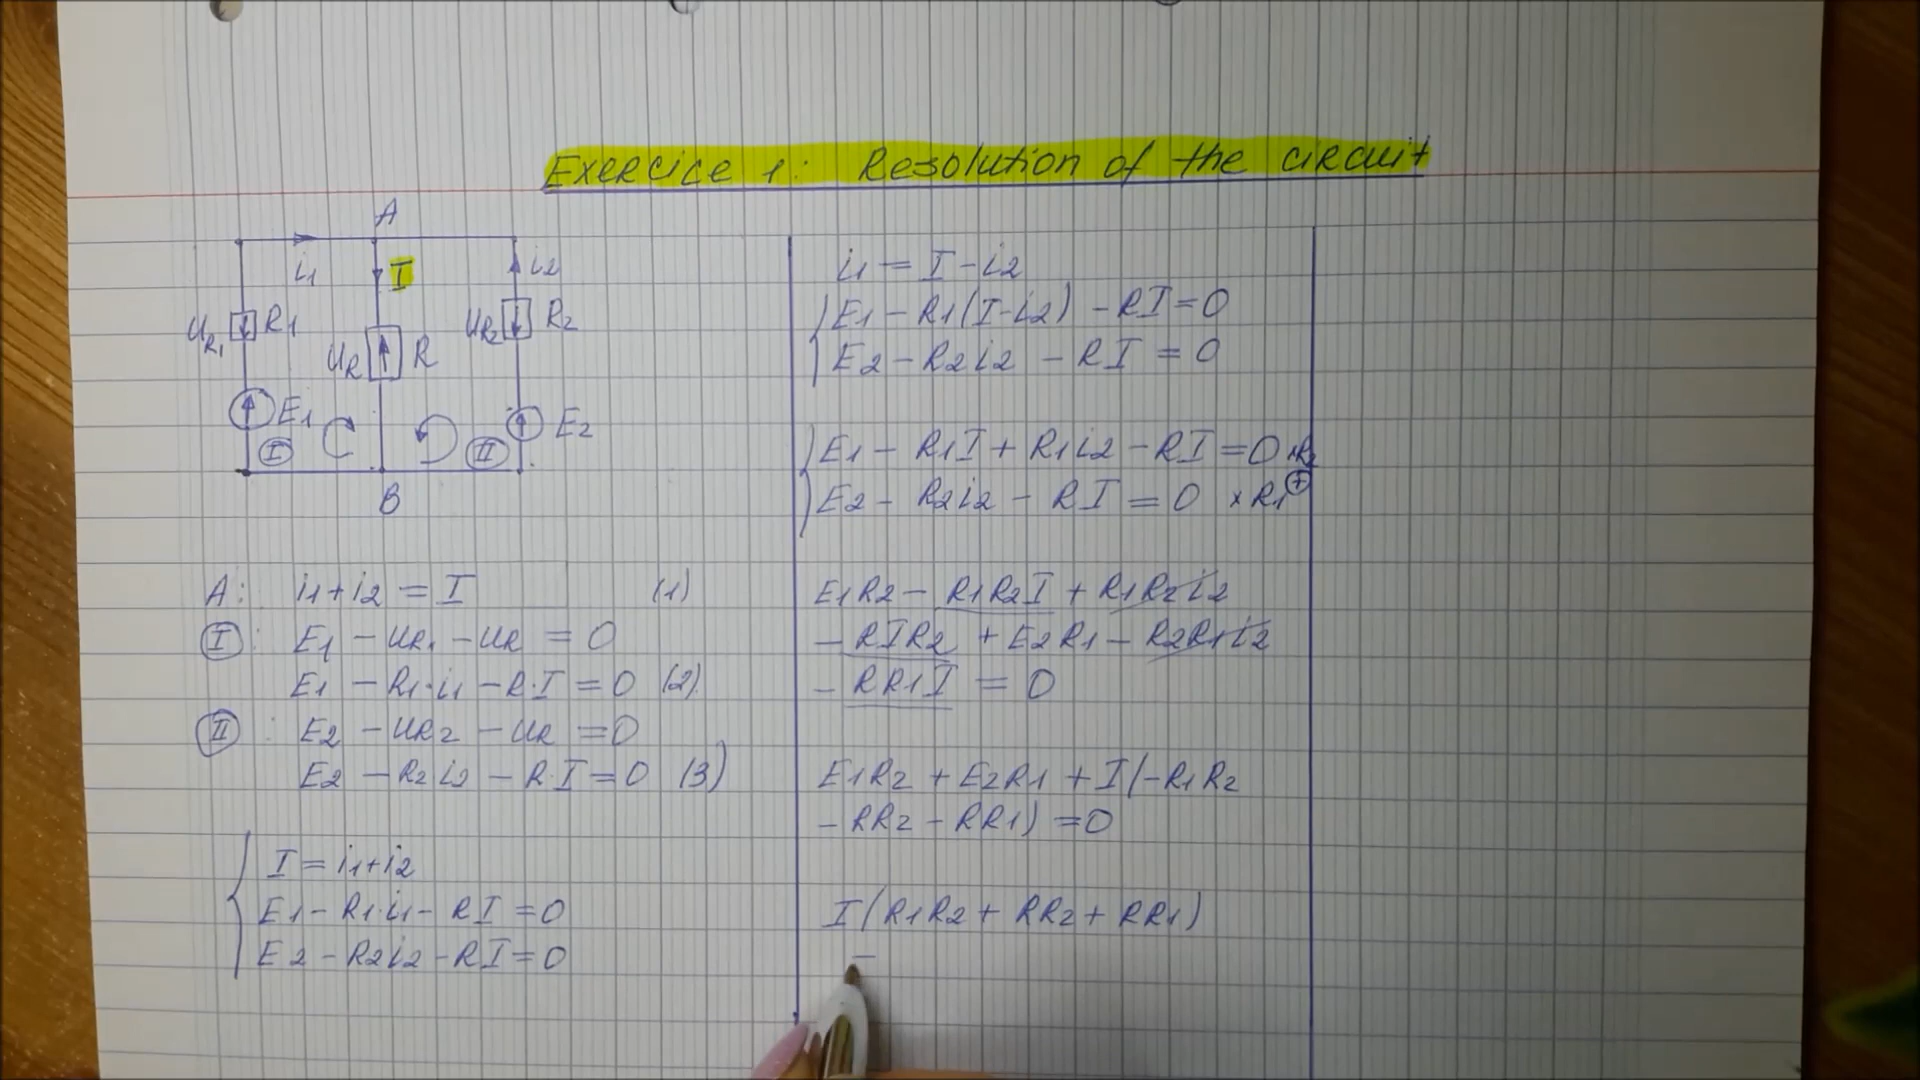 Exercice 1: Resolution of the circuit
A
i1
I
i2
UR1
R1
UR
R
UR2
R2
E1
E2
I
II
B
A: i1+i2 = I (1)
I: E1 - UR1 - UR = 0
E1 - R1·i1 - R·I = 0 (2)
II: E2 - UR2 - UR = 0
E2 - R2 i2 - R·I = 0 (3)
I = i1+i2
E1 - R1·i1 - RI = 0
E2 - R2i2 - RI = 0
i1 = I - i2
E1 - R1(I-i2) - RI = 0
E2 - R2i2 - RI = 0
E1 - R1I + R1i2 - RI = 0 ×R2
E2 - R2i2 - RI = 0 ×R1 +
E1R2 - R1R2I + R1R2i2
- RIR2 + E2R1 - R2R1i2
- RR1I = 0
E1R2 + E2R1 + I(-R1R2
- RR2 - RR1) = 0
I(R1R2 + RR2 + RR1)